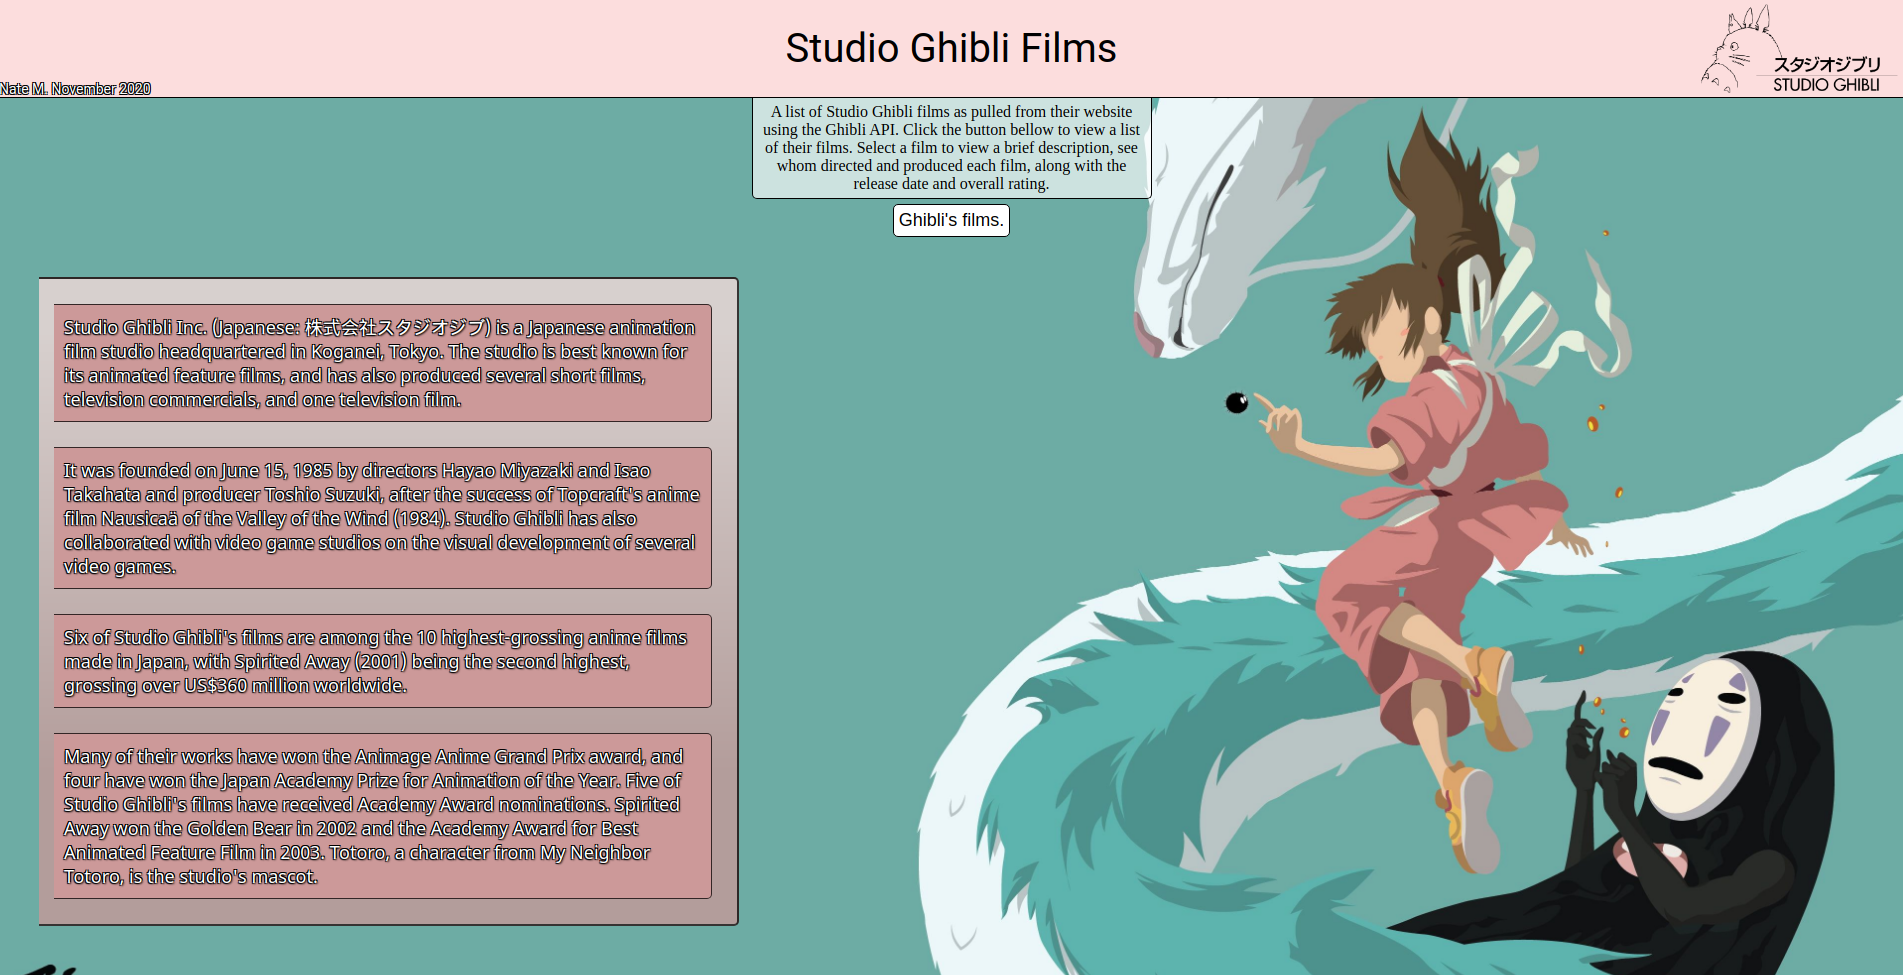 Studio Ghibli Films
スタジオジブリ
STUDIO GHIBLI
Nate M. November 2020
A list of Studio Ghibli films as pulled from their website
using the Ghibli API. Click the button bellow to view a list
of their films. Select a film to view a brief description, see
whom directed and produced each film, along with the
release date and overall rating.
Ghibli's films.
Studio Ghibli Inc. (Japanese: 株式会社スタジオジブ) is a Japanese animation
film studio headquartered in Koganei, Tokyo. The studio is best known for
its animated feature films, and has also produced several short films,
television commercials, and one television film.
It was founded on June 15, 1985 by directors Hayao Miyazaki and Isao
Takahata and producer Toshio Suzuki, after the success of Topcraft's anime
film Nausicaä of the Valley of the Wind (1984). Studio Ghibli has also
collaborated with video game studios on the visual development of several
video games.
Six of Studio Ghibli's films are among the 10 highest-grossing anime films
made in Japan, with Spirited Away (2001) being the second highest,
grossing over US$360 million worldwide.
Many of their works have won the Animage Anime Grand Prix award, and
four have won the Japan Academy Prize for Animation of the Year. Five of
Studio Ghibli's films have received Academy Award nominations. Spirited
Away won the Golden Bear in 2002 and the Academy Award for Best
Animated Feature Film in 2003. Totoro, a character from My Neighbor
Totoro, is the studio's mascot.